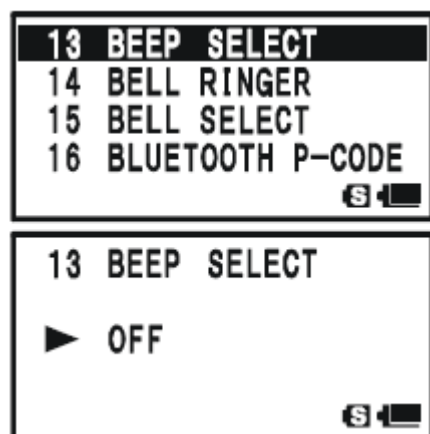 13 BEEP SELECT
14 BELL RINGER
15 BELL SELECT
16 BLUETOOTH P-CODE
S
13 BEEP SELECT
▶ OFF
S